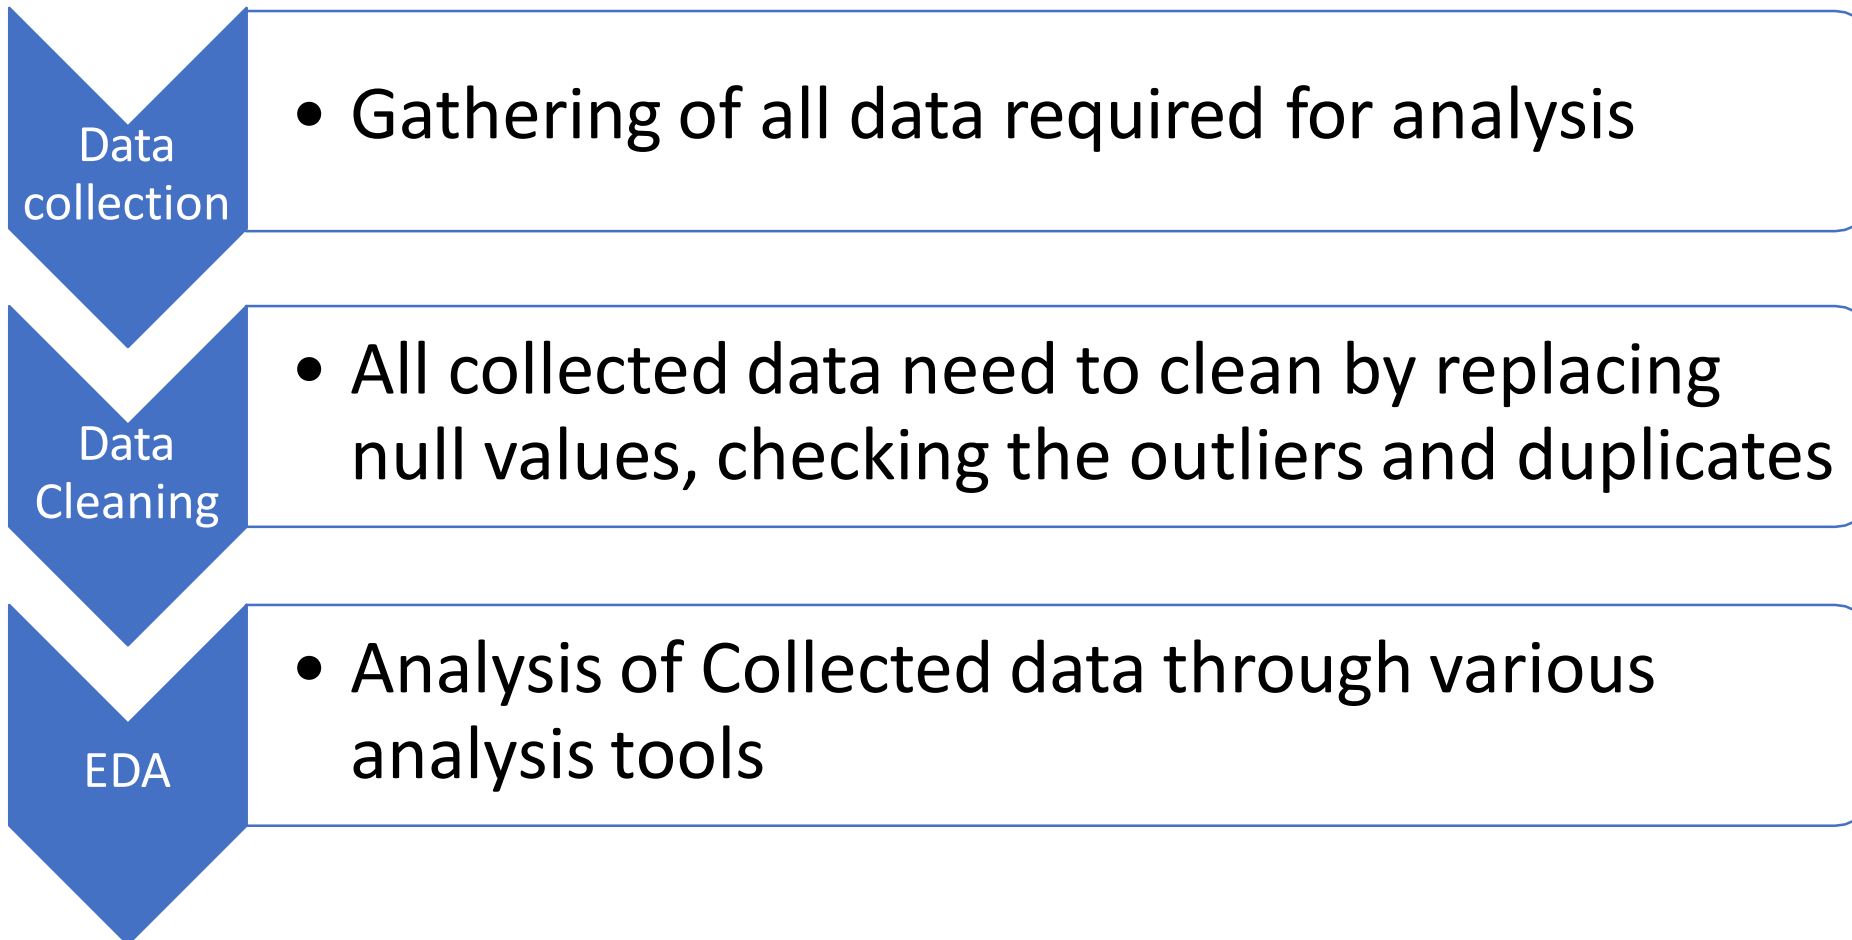 Data
collection
• Gathering of all data required for analysis
Data
Cleaning
• All collected data need to clean by replacing
null values, checking the outliers and duplicates
EDA
• Analysis of Collected data through various
analysis tools